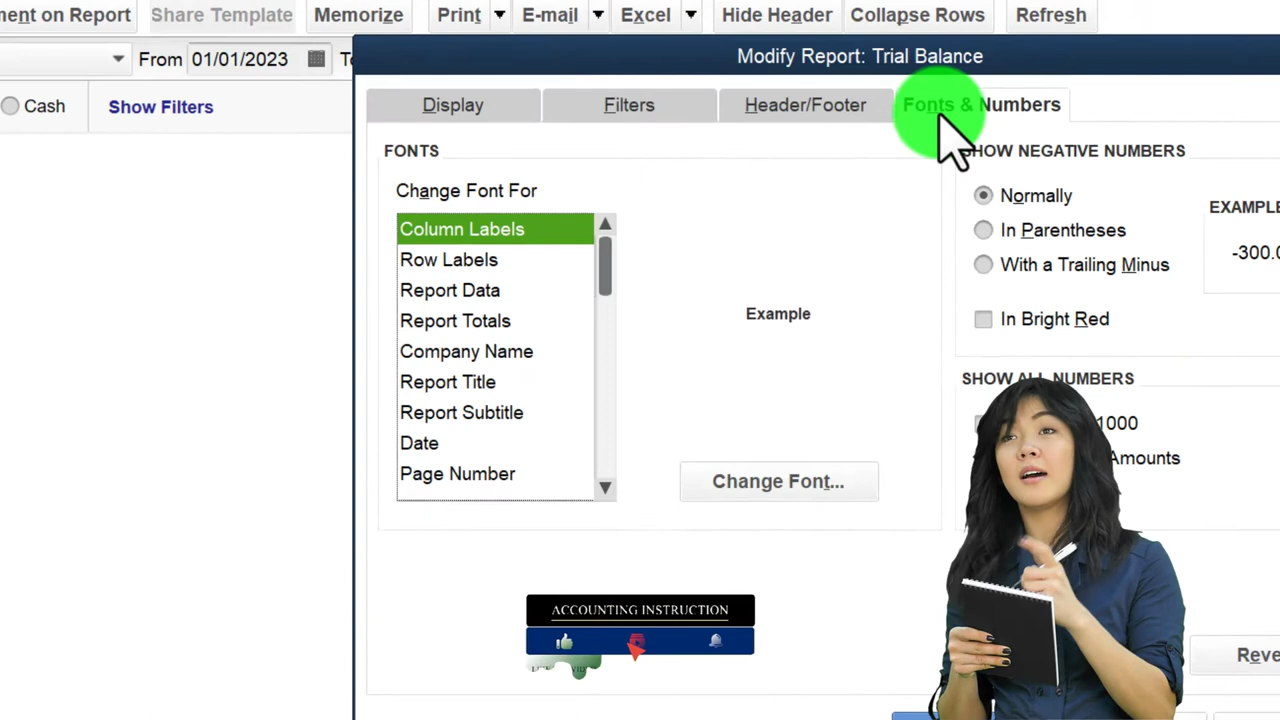 ment on Report Share Template Memorize Print E-mail Excel Hide Header Collapse Rows Refresh
From 01/01/2023 To
Cash Show Filters
Modify Report: Trial Balance
Display Filters Header/Footer Fonts & Numbers
FONTS
Change Font For
Column Labels
Row Labels
Report Data
Report Totals
Company Name
Report Title
Report Subtitle
Date
Page Number
Example
Change Font...
SHOW NEGATIVE NUMBERS
Normally
In Parentheses
With a Trailing Minus
In Bright Red
EXAMPLE
-300.0
SHOW ALL NUMBERS
1000
Amounts
ACCOUNTING INSTRUCTION
Reve